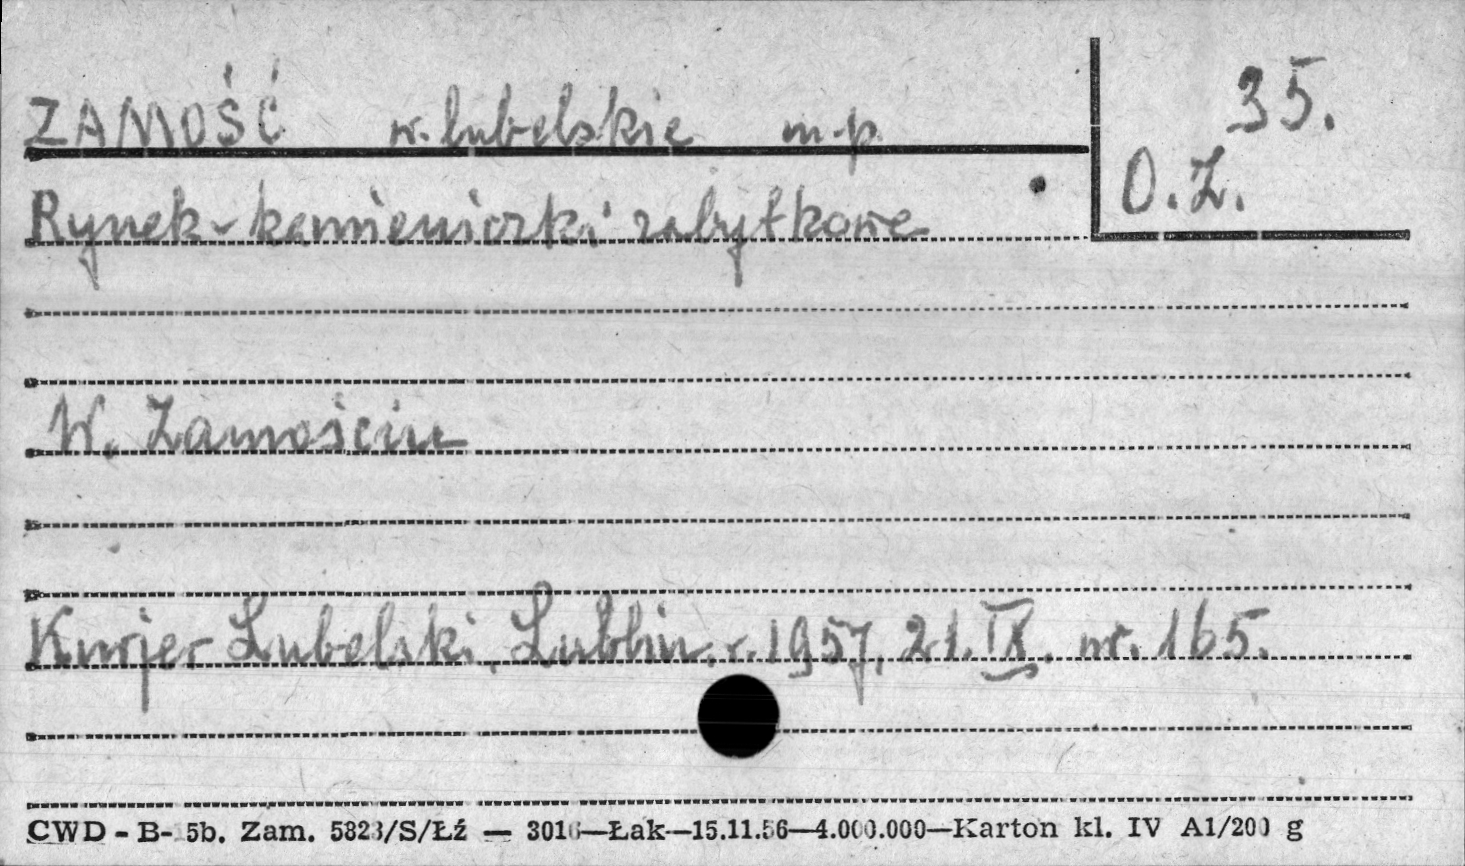 ZAMOŚĆ w. lubelskie m.p. 35.
O.Z.
Rynek - kamieniczki zabytkowe
W. Zamościu
Kurjer Lubelski, Lublin. r. 1957, 21. IX. nr. 165.
CWD - B- 5b. Zam. 5823/S/Łź — 3016—Łak—15.11.56—4.000.000—Karton kl. IV A1/200 g